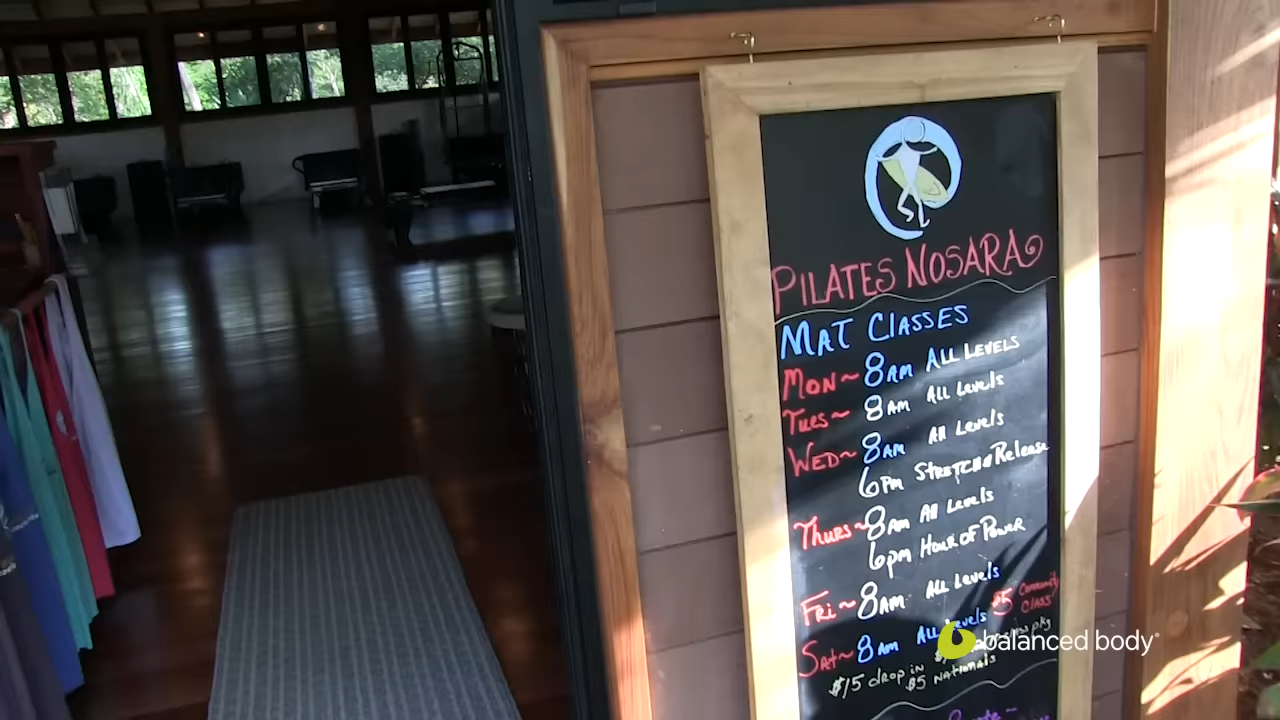 PILATES NOSARA
MAT CLASSES
MON~ 8AM ALL LEVELS
TUES~ 8AM All Levels
WED~ 8AM All Levels
6PM STRETCH & Release
THURS~ 8AM All Levels
6pm HOUR OF POWER
FRI~ 8AM All Levels
SAT~ 8AM All Levels $5 Community CLASS
$15 drop in
$5 NATIONALS
balanced body